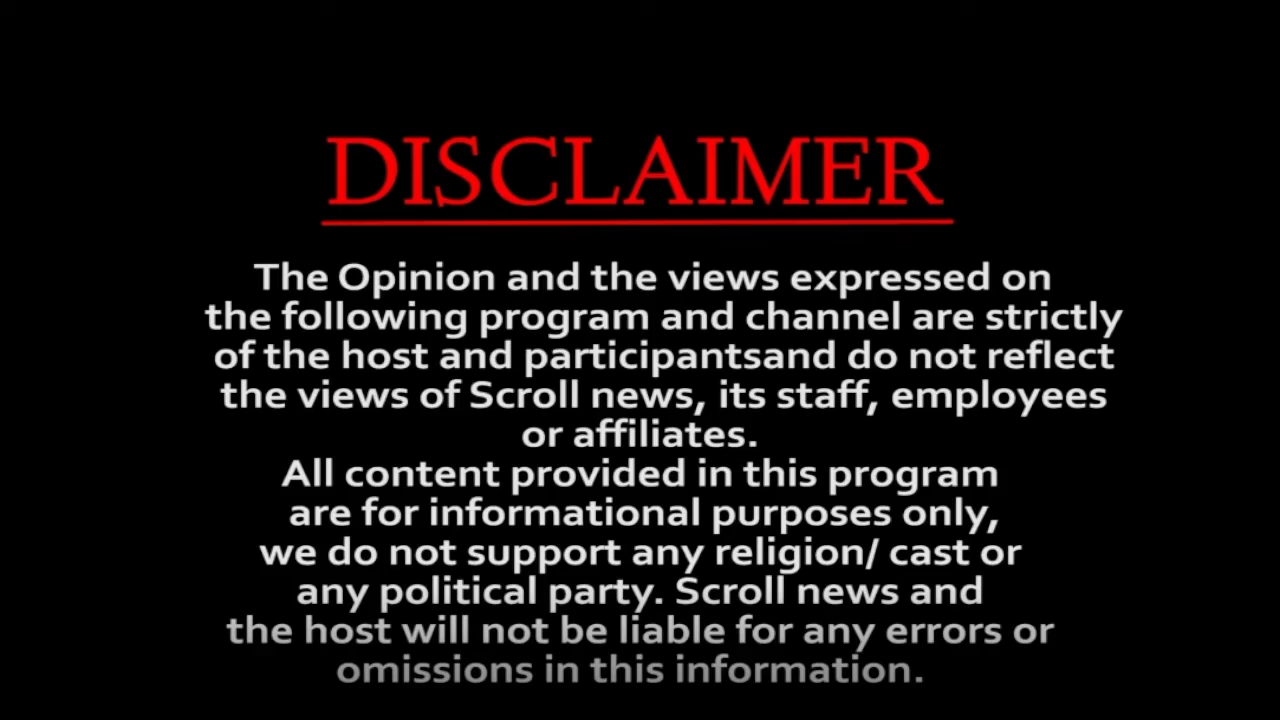 DISCLAIMER
The Opinion and the views expressed on
the following program and channel are strictly
of the host and participantsand do not reflect
the views of Scroll news, its staff, employees
or affiliates.
All content provided in this program
are for informational purposes only,
we do not support any religion/ cast or
any political party. Scroll news and
the host will not be liable for any errors or
omissions in this information.